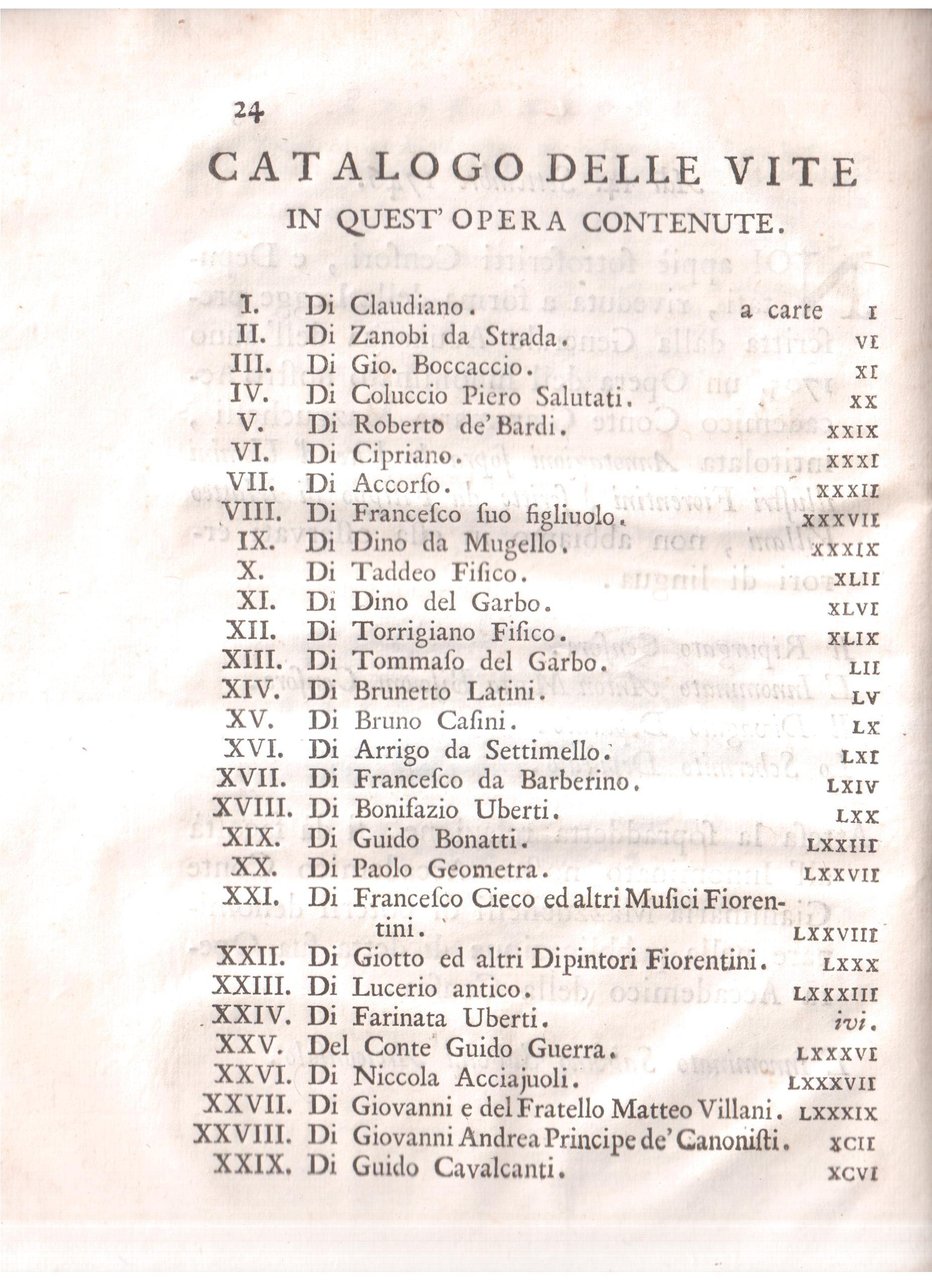 24
CATALOGO DELLE VITE
IN QUEST' OPERA CONTENUTE.
I. Di Claudiano. a carte I
II. Di Zanobi da Strada. VI
III. Di Gio. Boccaccio. XI
IV. Di Coluccio Piero Salutati. XX
V. Di Roberto de' Bardi. XXIX
VI. Di Cipriano. XXXI
VII. Di Accorſo. XXXII
VIII. Di Franceſco ſuo figliuolo. XXXVII
IX. Di Dino da Mugello. XXXIX
X. Di Taddeo Fiſico. XLII
XI. Di Dino del Garbo. XLVI
XII. Di Torrigiano Fiſico. XLIX
XIII. Di Tommaſo del Garbo. LII
XIV. Di Brunetto Latini. LV
XV. Di Bruno Caſini. LX
XVI. Di Arrigo da Settimello. LXI
XVII. Di Franceſco da Barberino. LXIV
XVIII. Di Bonifazio Uberti. LXX
XIX. Di Guido Bonatti. LXXIII
XX. Di Paolo Geometra. LXXVII
XXI. Di Franceſco Cieco ed altri Muſici Fioren-
tini. LXXVIII
XXII. Di Giotto ed altri Dipintori Fiorentini. LXXX
XXIII. Di Lucerio antico. LXXXIII
XXIV. Di Farinata Uberti. ivi.
XXV. Del Conte Guido Guerra. LXXXVI
XXVI. Di Niccola Acciajuoli. LXXXVII
XXVII. Di Giovanni e del Fratello Matteo Villani. LXXXIX
XXVIII. Di Giovanni Andrea Principe de' Canoniſti. XCII
XXIX. Di Guido Cavalcanti. XCVI